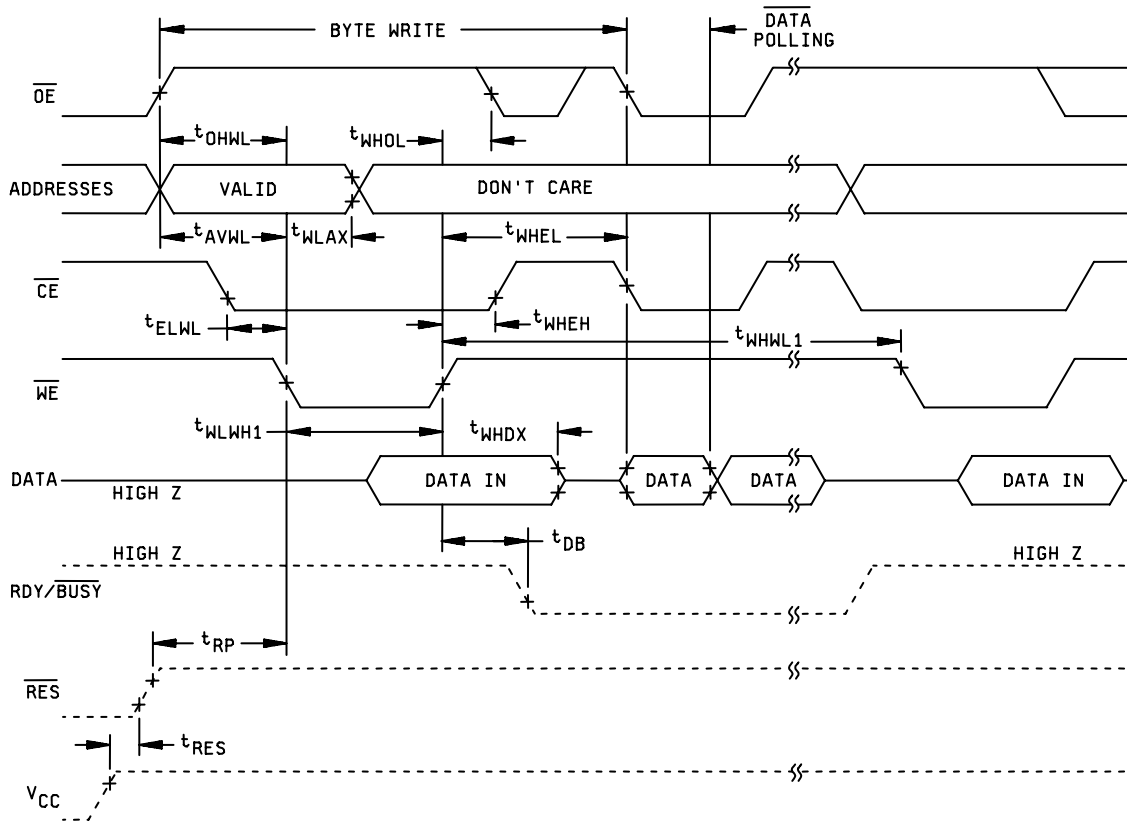 BYTE WRITE
DATA
POLLING
OE
tOHWL
tWHOL
ADDRESSES
VALID
DON'T CARE
tAVWL
tWLAX
tWHEL
CE
tELWL
tWHEH
tWHWL1
WE
tWLWH1
tWHDX
DATA
HIGH Z
DATA IN
DATA
DATA
DATA IN
tDB
HIGH Z
HIGH Z
RDY/BUSY
tRP
RES
tRES
VCC